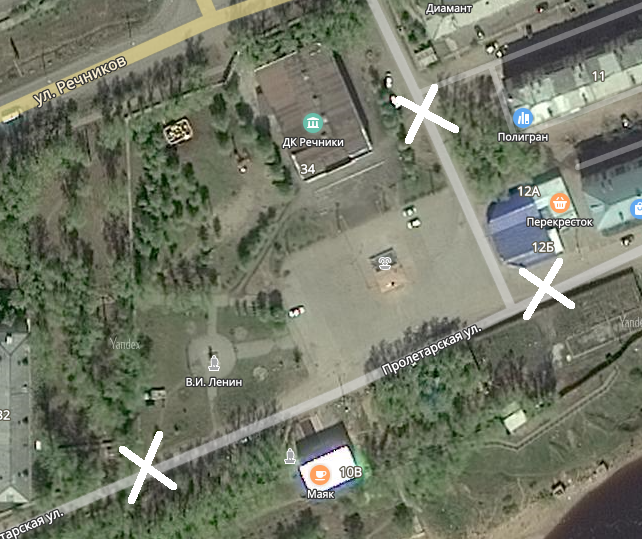 Диамант
ул. Речников
11
ДК Речники
34
Полигран
12А
Перекресток
12Б
Yandex
Yande
Пролетарская ул.
В.И. Ленин
32
10В
Маяк
тарская ул.